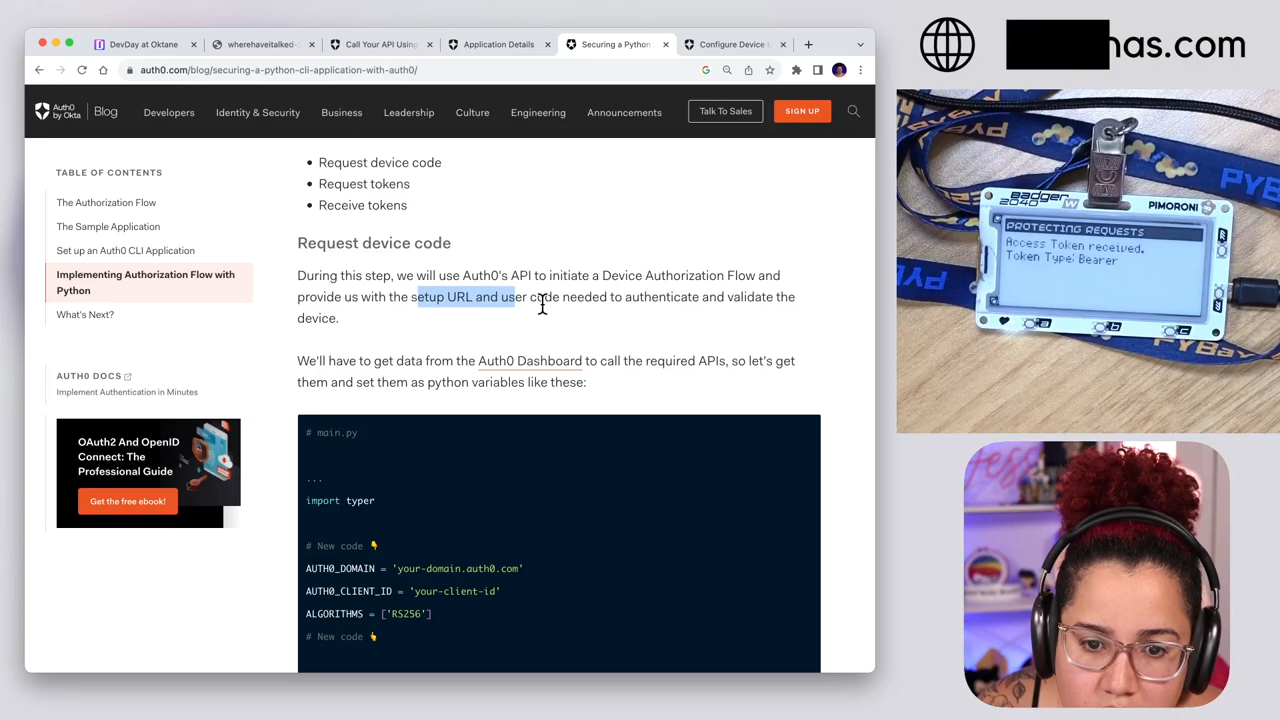 DevDay at Oktane
wherehaveitalked-
Call Your API Using
Application Details
Securing a Python
Configure Device U
auth0.com/blog/securing-a-python-cli-application-with-auth0/
Auth0 by Okta
Blog
Developers
Business
Culture
Engineering
Announcements
Talk To Sales
SIGN UP
TABLE OF CONTENTS
The Authorization Flow
The Sample Application
Set up an Auth0 CLI Application
Implementing Authorization Flow with
Python
What's Next?
AUTH0 DOCS
Implement Authentication in Minutes
OAuth2 And OpenID
Connect: The
Professional Guide
Get the free ebook!
Request device code
Request tokens
Request device code
During this step, we will use Auth0's API to initiate a Device Authorization Flow and
provide us with the setup URL and user code needed to authenticate and validate the
device.
We'll have to get data from the Auth0 Dashboard to call the required APIs, so let's get
them and set them as python variables like these:
# main.py
...
import typer
# New code 👇
AUTH0_DOMAIN = 'your-domain.auth0.com'
AUTH0_CLIENT_ID = 'your-client-id'
ALGORITHMS = ['RS256']
# New code 👆
nas.com
Badger
2040 W
PIMORONI
PROTECTING REQUESTS
Access Token received.
Token Type: Bearer
a
b
c
PYBay